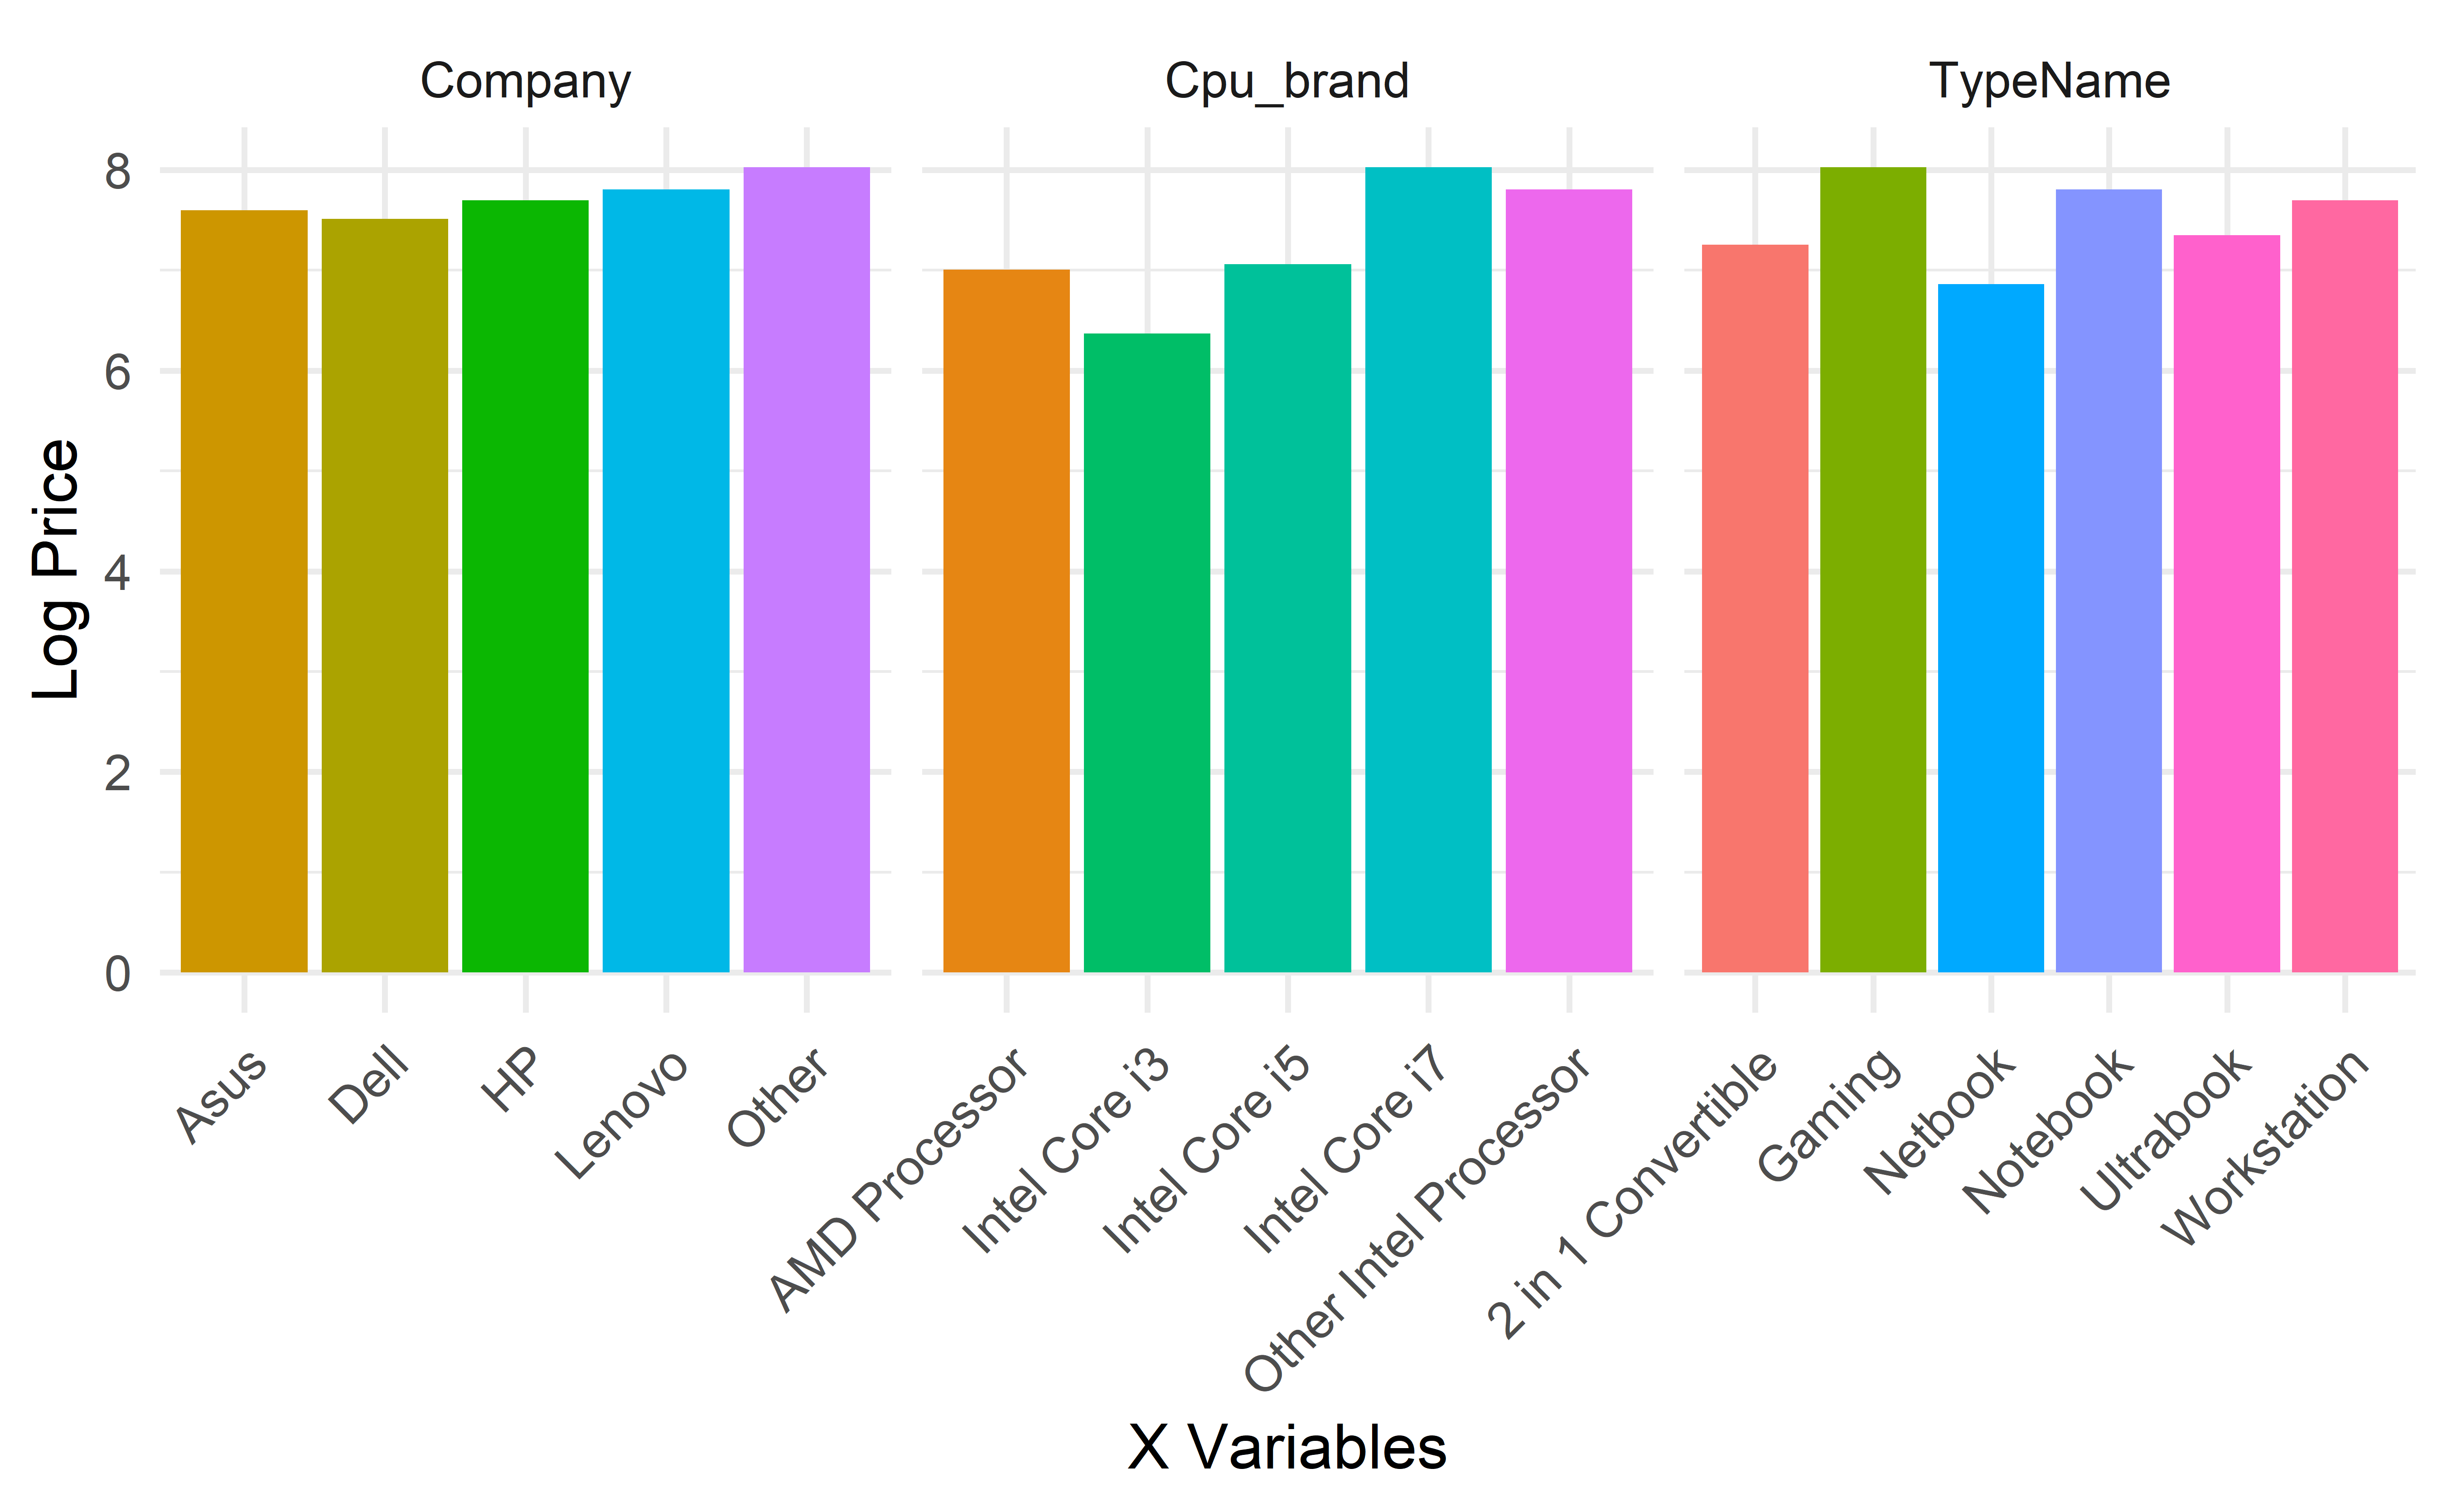 Company
Cpu_brand
TypeName
Log Price
8
6
4
2
0
Asus
Dell
HP
Lenovo
Other
AMD Processor
Intel Core i3
Intel Core i5
Intel Core i7
Other Intel Processor
2 in 1 Convertible
Gaming
Netbook
Notebook
Ultrabook
Workstation
X Variables